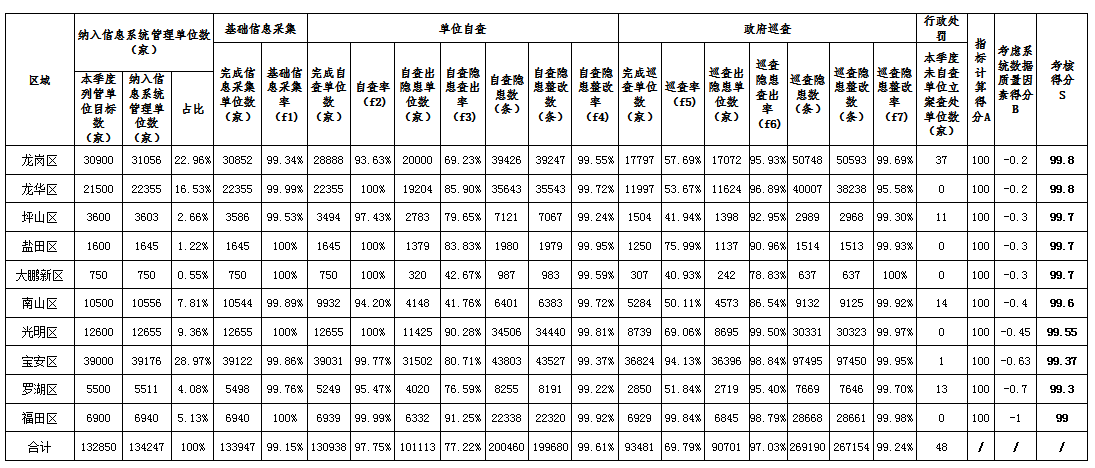 区域 纳入信息系统管理单位数（家） 基础信息采集 单位自查 政府巡查 行政处罚 指标计算得分A 考虑系统数据质量因素得分B 考核得分S
本季度列管单位目标数（家） 纳入信息系统管理单位数（家） 占比 完成信息采集单位数（家） 基础信息采集率（f1） 完成自查单位数（家） 自查率（f2） 自查出隐患单位数（家） 自查隐患查出率（f3） 自查隐患数（条） 自查隐患整改数（条） 自查隐患整改率（f4） 完成巡查单位数（家） 巡查率（f5） 巡查出隐患单位数（家） 巡查隐患查出率（f6） 巡查隐患数（条） 巡查隐患整改数（条） 巡查隐患整改率（f7） 本季度未自查单位立案查处单位数（家）
龙岗区 30900 31056 22.96% 30852 99.34% 28888 93.63% 20000 69.23% 39426 39247 99.55% 17797 57.69% 17072 95.93% 50748 50593 99.69% 37 100 -0.2 99.8
龙华区 21500 22355 16.53% 22355 99.99% 22355 100% 19204 85.90% 35643 35543 99.72% 11997 53.67% 11624 96.89% 40007 38238 95.58% 0 100 -0.2 99.8
坪山区 3600 3603 2.66% 3586 99.53% 3494 97.43% 2783 79.65% 7121 7067 99.24% 1504 41.94% 1398 92.95% 2989 2968 99.30% 11 100 -0.3 99.7
盐田区 1600 1645 1.22% 1645 100% 1645 100% 1379 83.83% 1980 1979 99.95% 1250 75.99% 1137 90.96% 1514 1513 99.93% 0 100 -0.3 99.7
大鹏新区 750 750 0.55% 750 100% 750 100% 320 42.67% 987 983 99.59% 307 40.93% 242 78.83% 637 637 100% 0 100 -0.3 99.7
南山区 10500 10556 7.81% 10544 99.89% 9932 94.20% 4148 41.76% 6401 6383 99.72% 5284 50.11% 4573 86.54% 9132 9125 99.92% 14 100 -0.4 99.6
光明区 12600 12655 9.36% 12655 100% 12655 100% 11425 90.28% 34506 34440 99.81% 8739 69.06% 8695 99.50% 30331 30323 99.97% 0 100 -0.45 99.55
宝安区 39000 39176 28.97% 39122 99.86% 39031 99.77% 31502 80.71% 43803 43527 99.37% 36824 94.13% 36396 98.84% 97495 97450 99.95% 1 100 -0.63 99.37
罗湖区 5500 5511 4.08% 5498 99.76% 5249 95.47% 4020 76.59% 8255 8191 99.22% 2850 51.84% 2719 95.40% 7669 7646 99.70% 13 100 -0.7 99.3
福田区 6900 6940 5.13% 6940 100% 6939 99.99% 6332 91.25% 22338 22320 99.92% 6929 99.84% 6845 98.79% 28668 28661 99.98% 0 100 -1 99
合计 132850 134247 100% 133947 99.15% 130938 97.75% 101113 77.22% 200460 199680 99.61% 93481 69.79% 90701 97.03% 269190 267154 99.24% 48 / / /